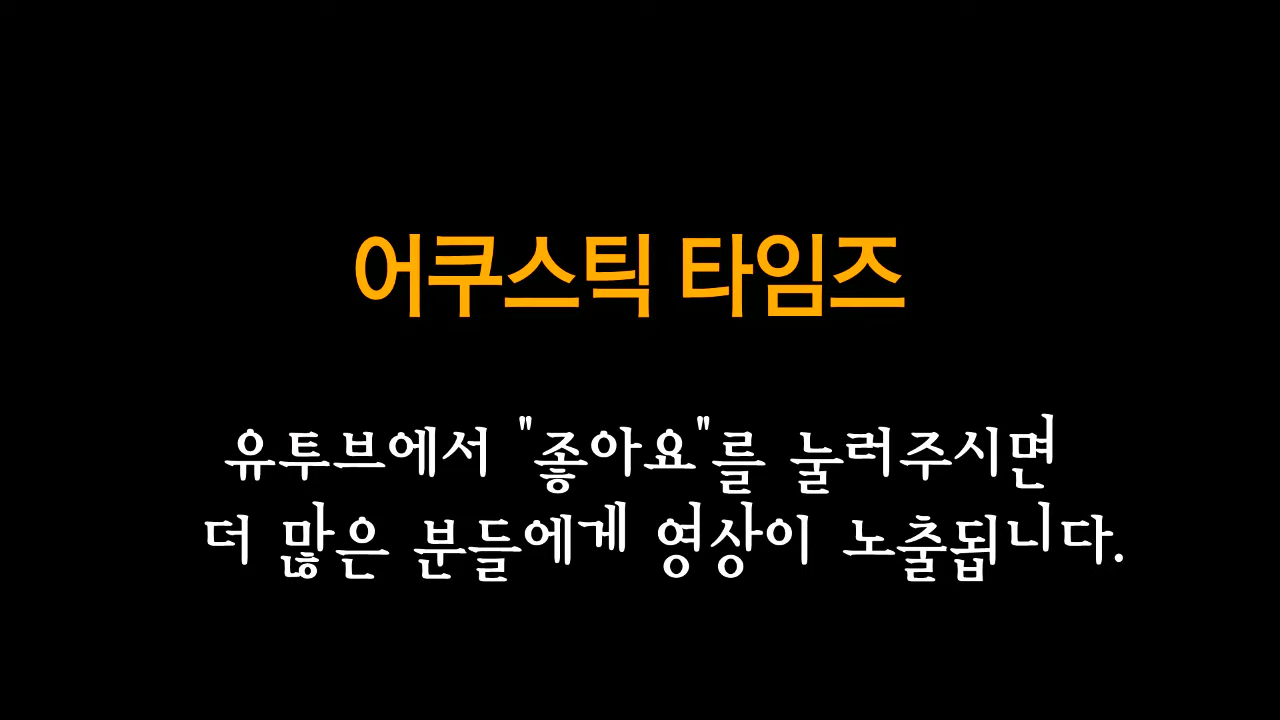 어쿠스틱 타임즈
유투브에서 "좋아요"를 눌러주시면
더 많은 분들에게 영상이 노출됩니다.